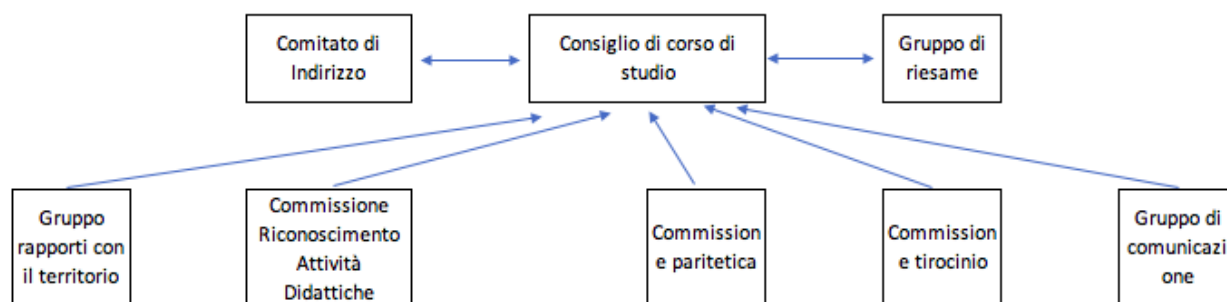 Comitato di
Indirizzo
Consiglio di corso di
studio
Gruppo di
riesame
Gruppo
rapporti con
il territorio
Commissione
Riconoscimento
Attività
Didattiche
Commission
e paritetica
Commission
e tirocinio
Gruppo di
comunicazi
one